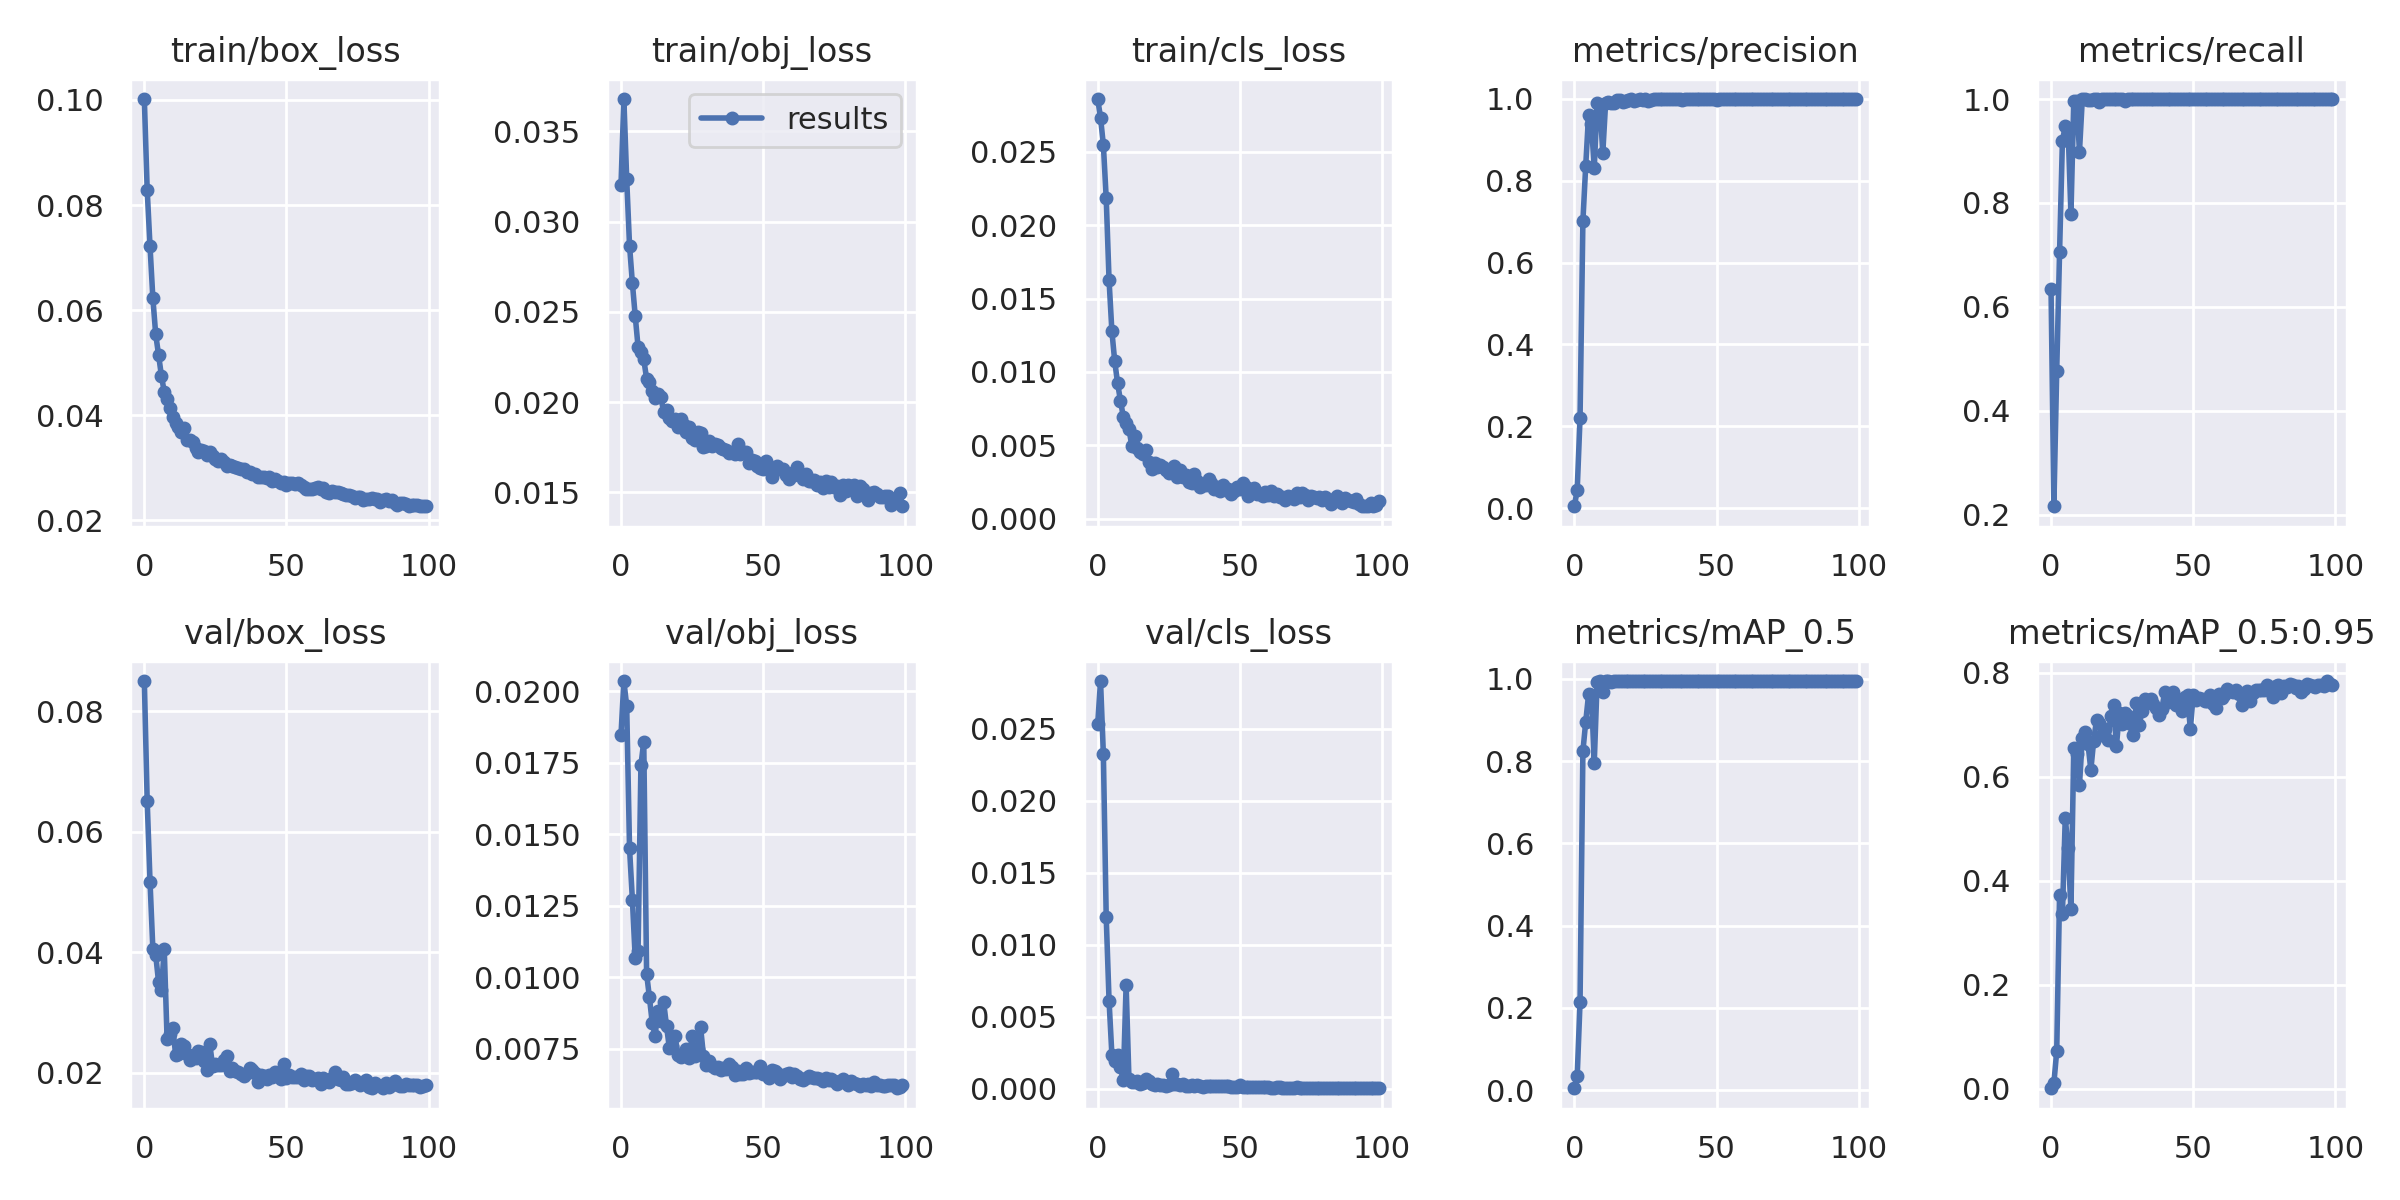 train/box_loss
0.10
0.08
0.06
0.04
0.02
0 50 100
train/obj_loss
results
0.035
0.030
0.025
0.020
0.015
0 50 100
train/cls_loss
0.025
0.020
0.015
0.010
0.005
0.000
0 50 100
metrics/precision
1.0
0.8
0.6
0.4
0.2
0.0
0 50 100
metrics/recall
1.0
0.8
0.6
0.4
0.2
0 50 100
val/box_loss
0.08
0.06
0.04
0.02
0 50 100
val/obj_loss
0.0200
0.0175
0.0150
0.0125
0.0100
0.0075
0 50 100
val/cls_loss
0.025
0.020
0.015
0.010
0.005
0.000
0 50 100
metrics/mAP_0.5
1.0
0.8
0.6
0.4
0.2
0.0
0 50 100
metrics/mAP_0.5:0.95
0.8
0.6
0.4
0.2
0.0
0 50 100